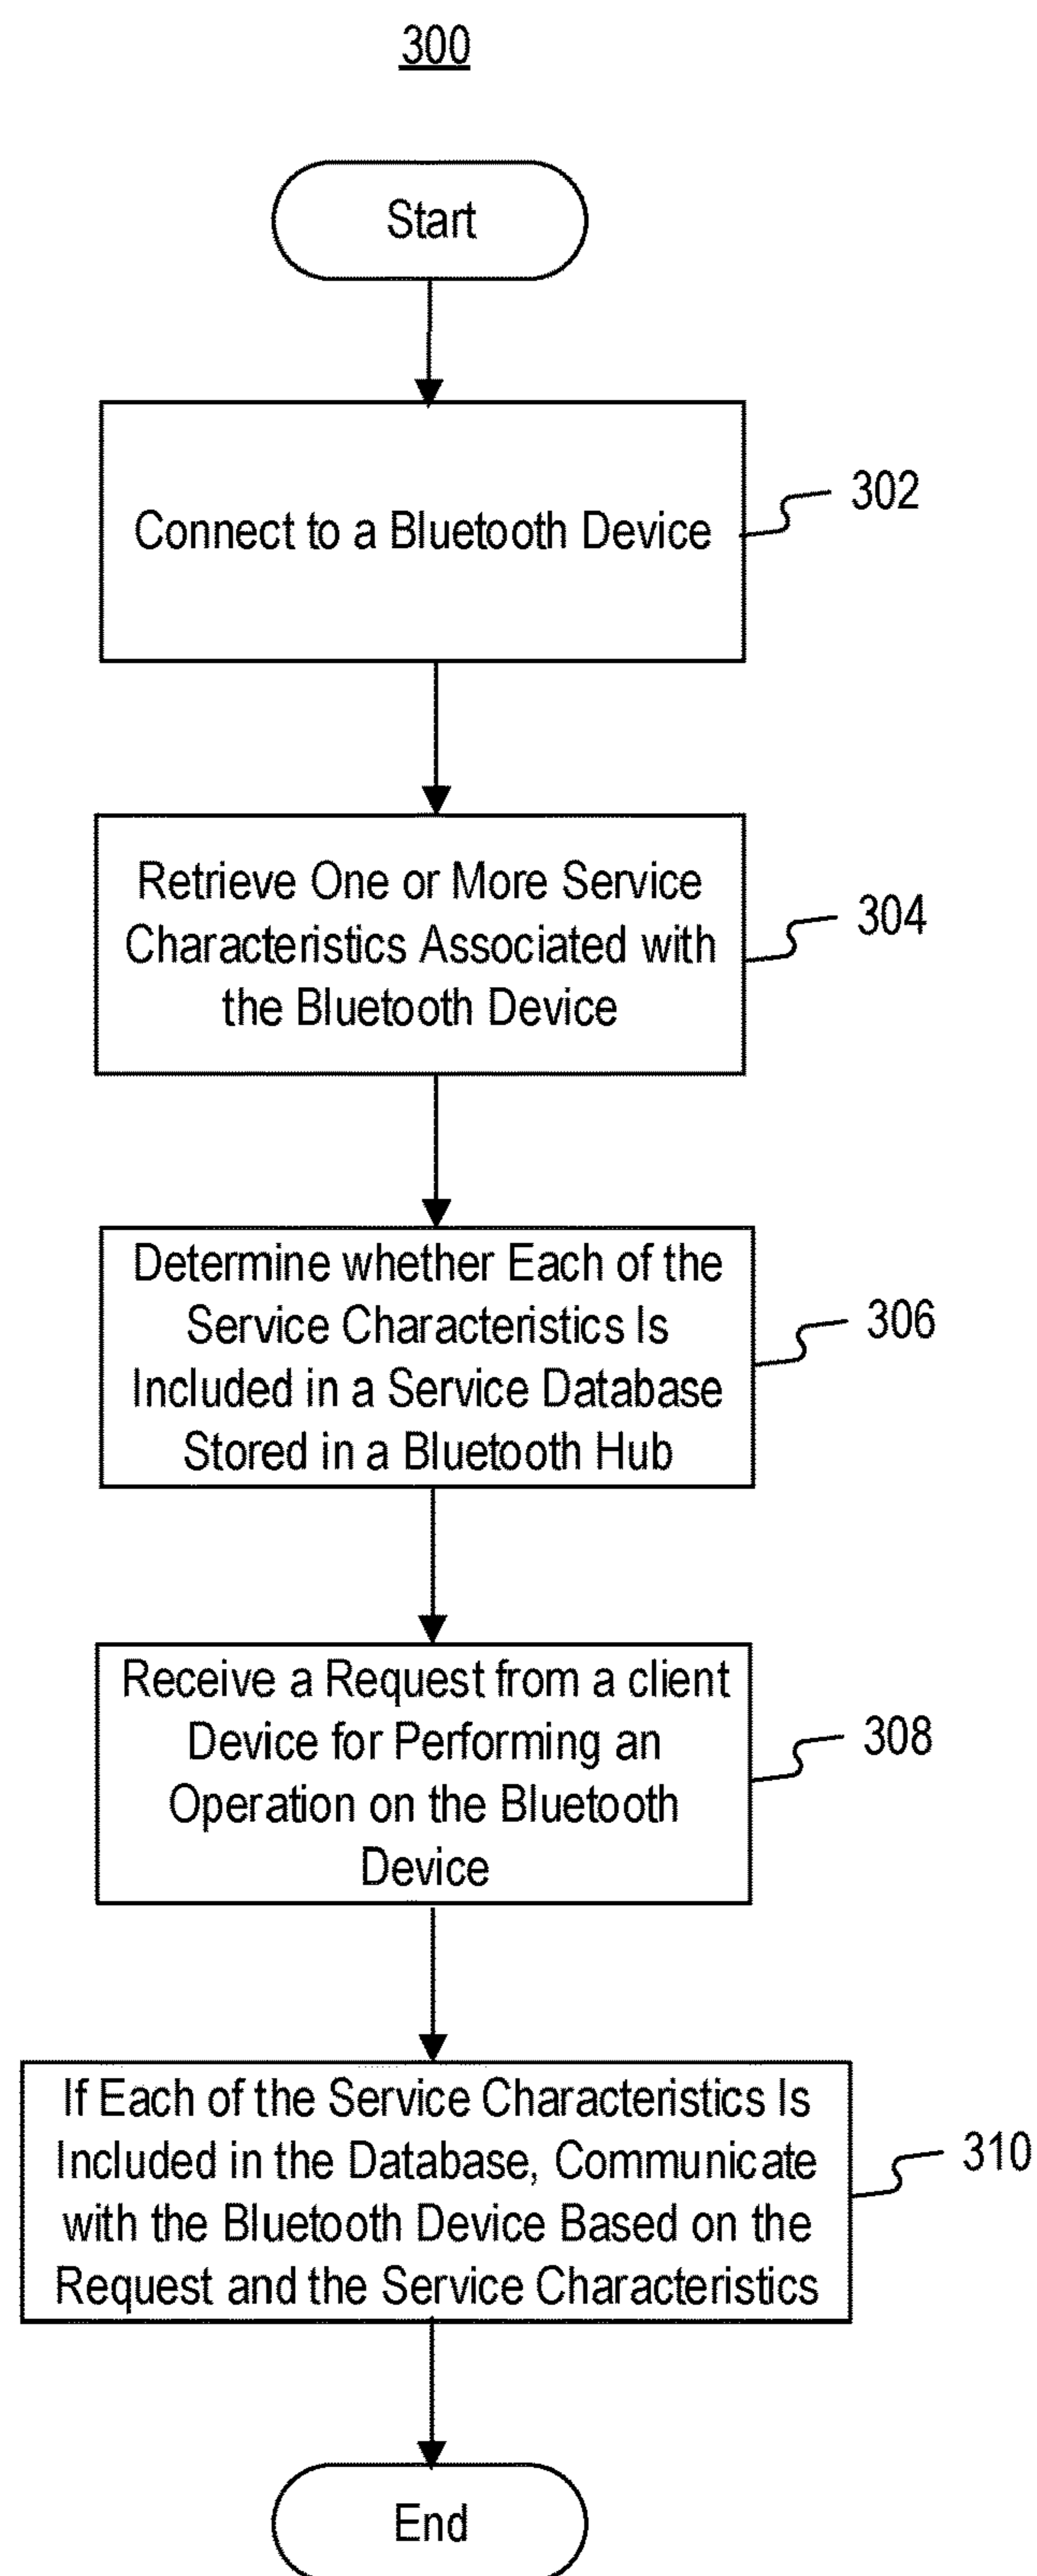 300
Start
Connect to a Bluetooth Device
302
Retrieve One or More Service
Characteristics Associated with
the Bluetooth Device
304
Determine whether Each of the
Service Characteristics Is
Included in a Service Database
Stored in a Bluetooth Hub
306
Receive a Request from a client
Device for Performing an
Operation on the Bluetooth
Device
308
If Each of the Service Characteristics Is
Included in the Database, Communicate
with the Bluetooth Device Based on the
Request and the Service Characteristics
310
End